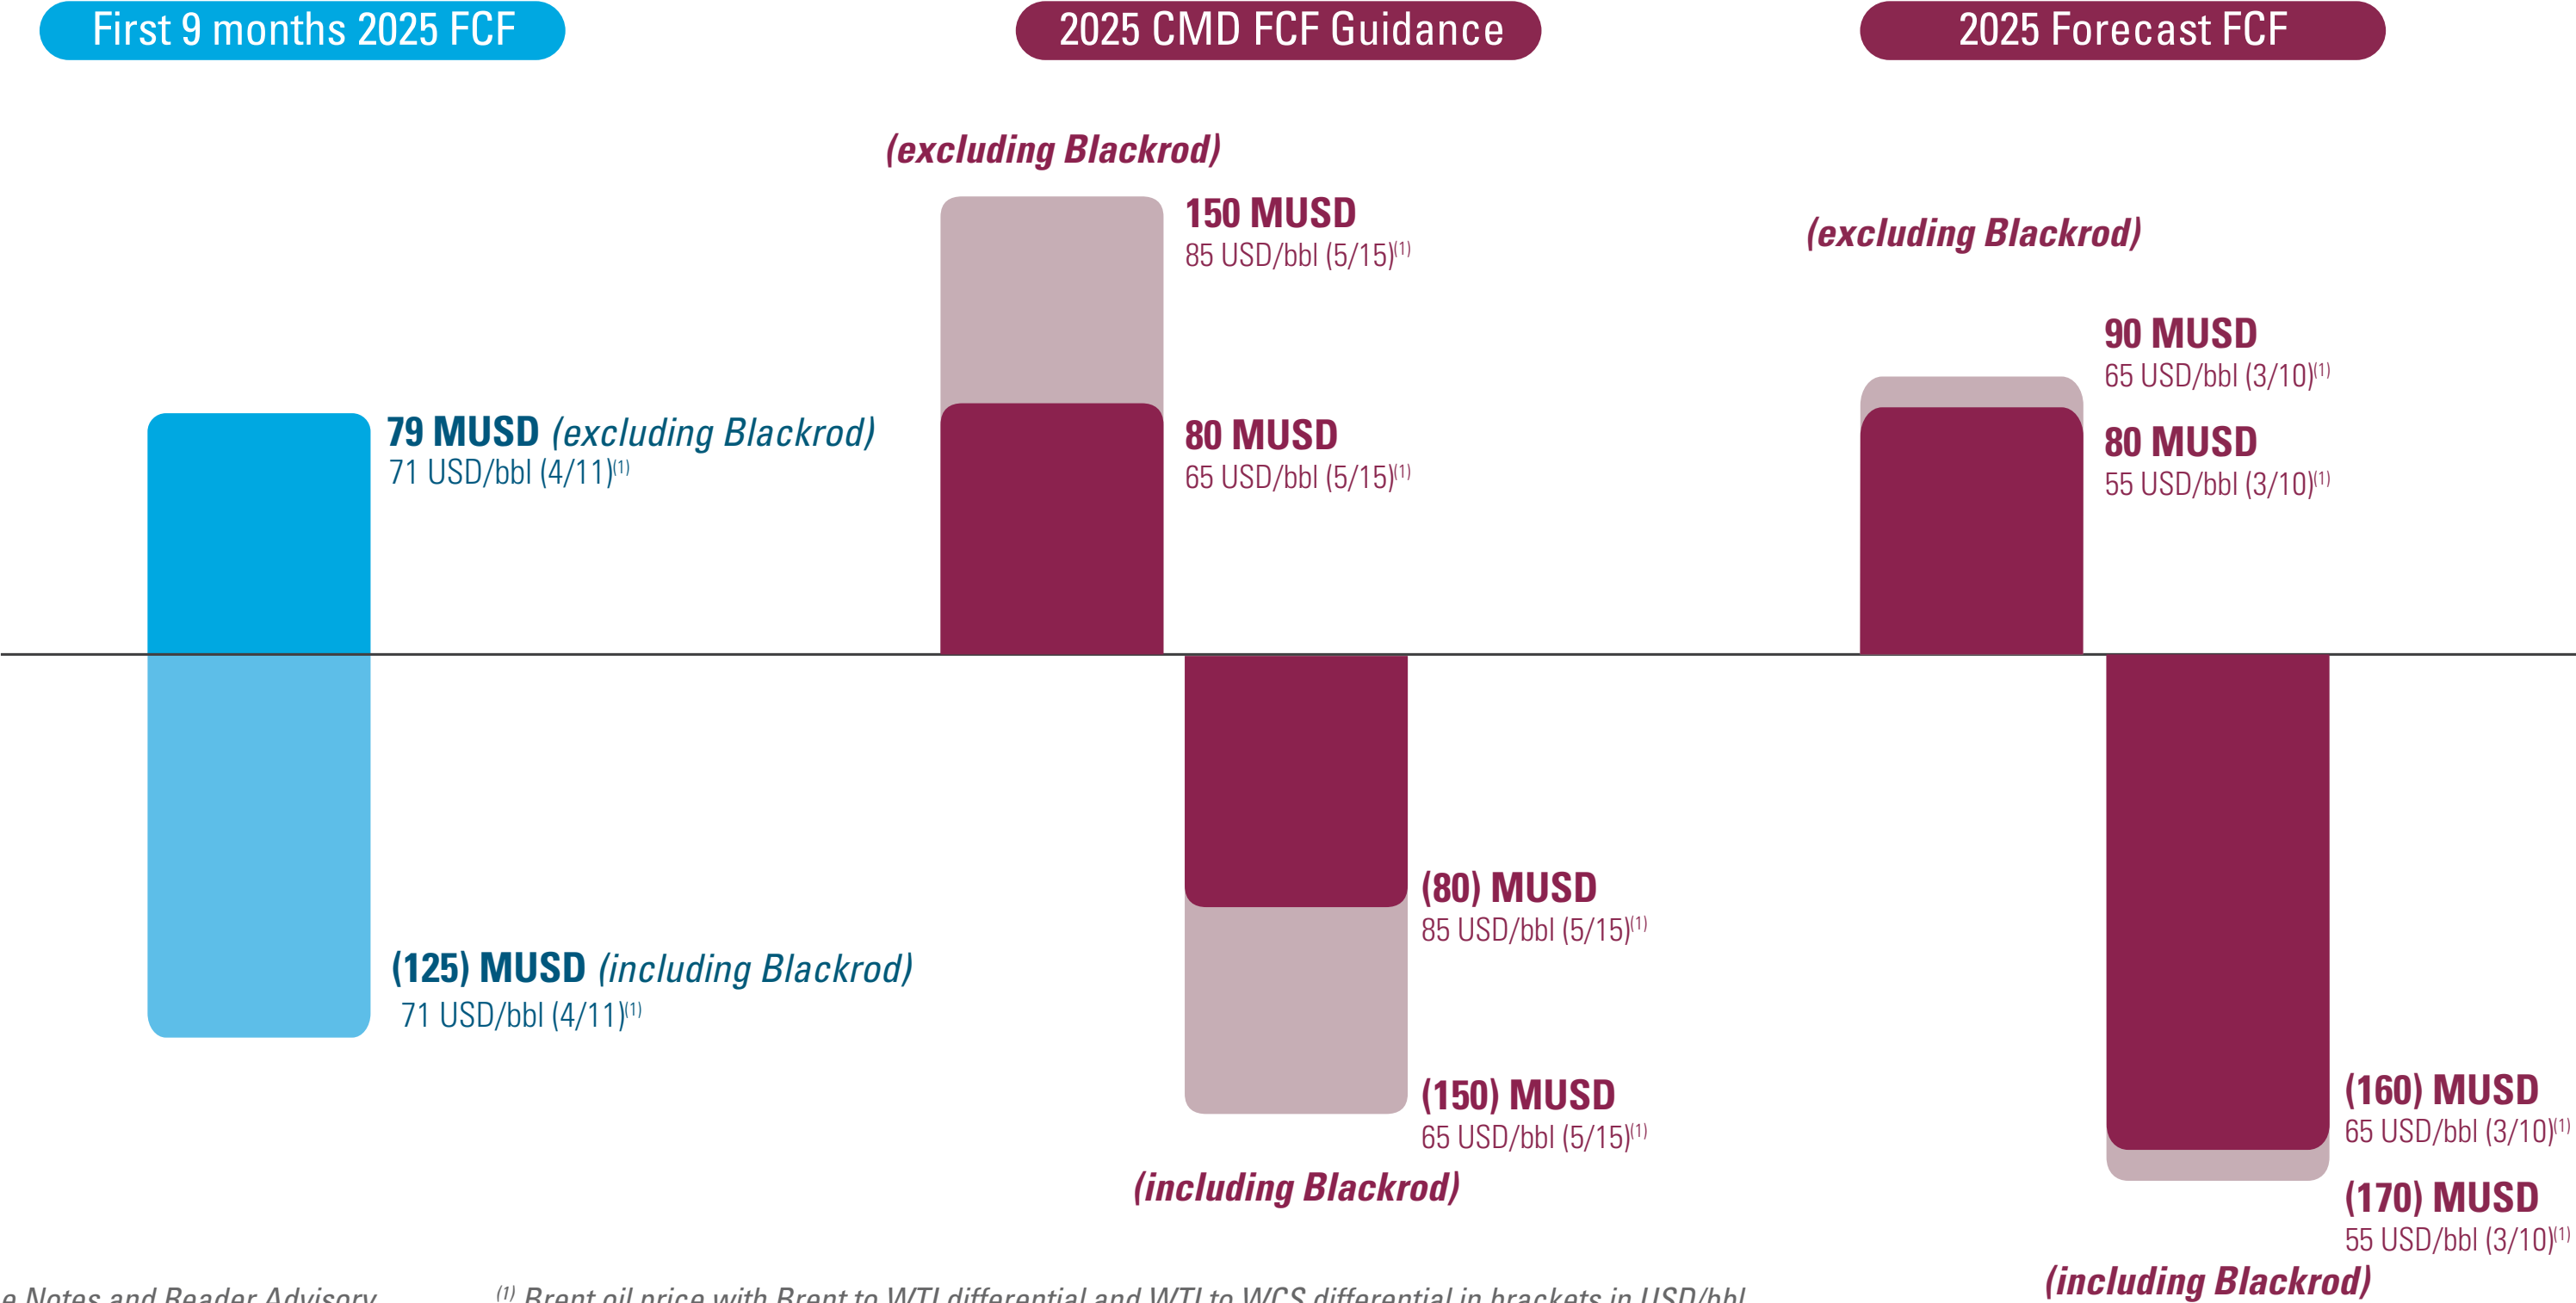 First 9 months 2025 FCF
2025 CMD FCF Guidance
2025 Forecast FCF
79 MUSD (excluding Blackrod)
71 USD/bbl (4/11)(1)
(125) MUSD (including Blackrod)
71 USD/bbl (4/11)(1)
(excluding Blackrod)
150 MUSD
85 USD/bbl (5/15)(1)
80 MUSD
65 USD/bbl (5/15)(1)
(80) MUSD
85 USD/bbl (5/15)(1)
(150) MUSD
65 USD/bbl (5/15)(1)
(including Blackrod)
(excluding Blackrod)
90 MUSD
65 USD/bbl (3/10)(1)
80 MUSD
55 USD/bbl (3/10)(1)
(160) MUSD
65 USD/bbl (3/10)(1)
(170) MUSD
55 USD/bbl (3/10)(1)
(including Blackrod)
e Notes and Reader Advisory
(1) Brent oil price with Brent to WTI differential and WTI to WCS differential in brackets in USD/bbl